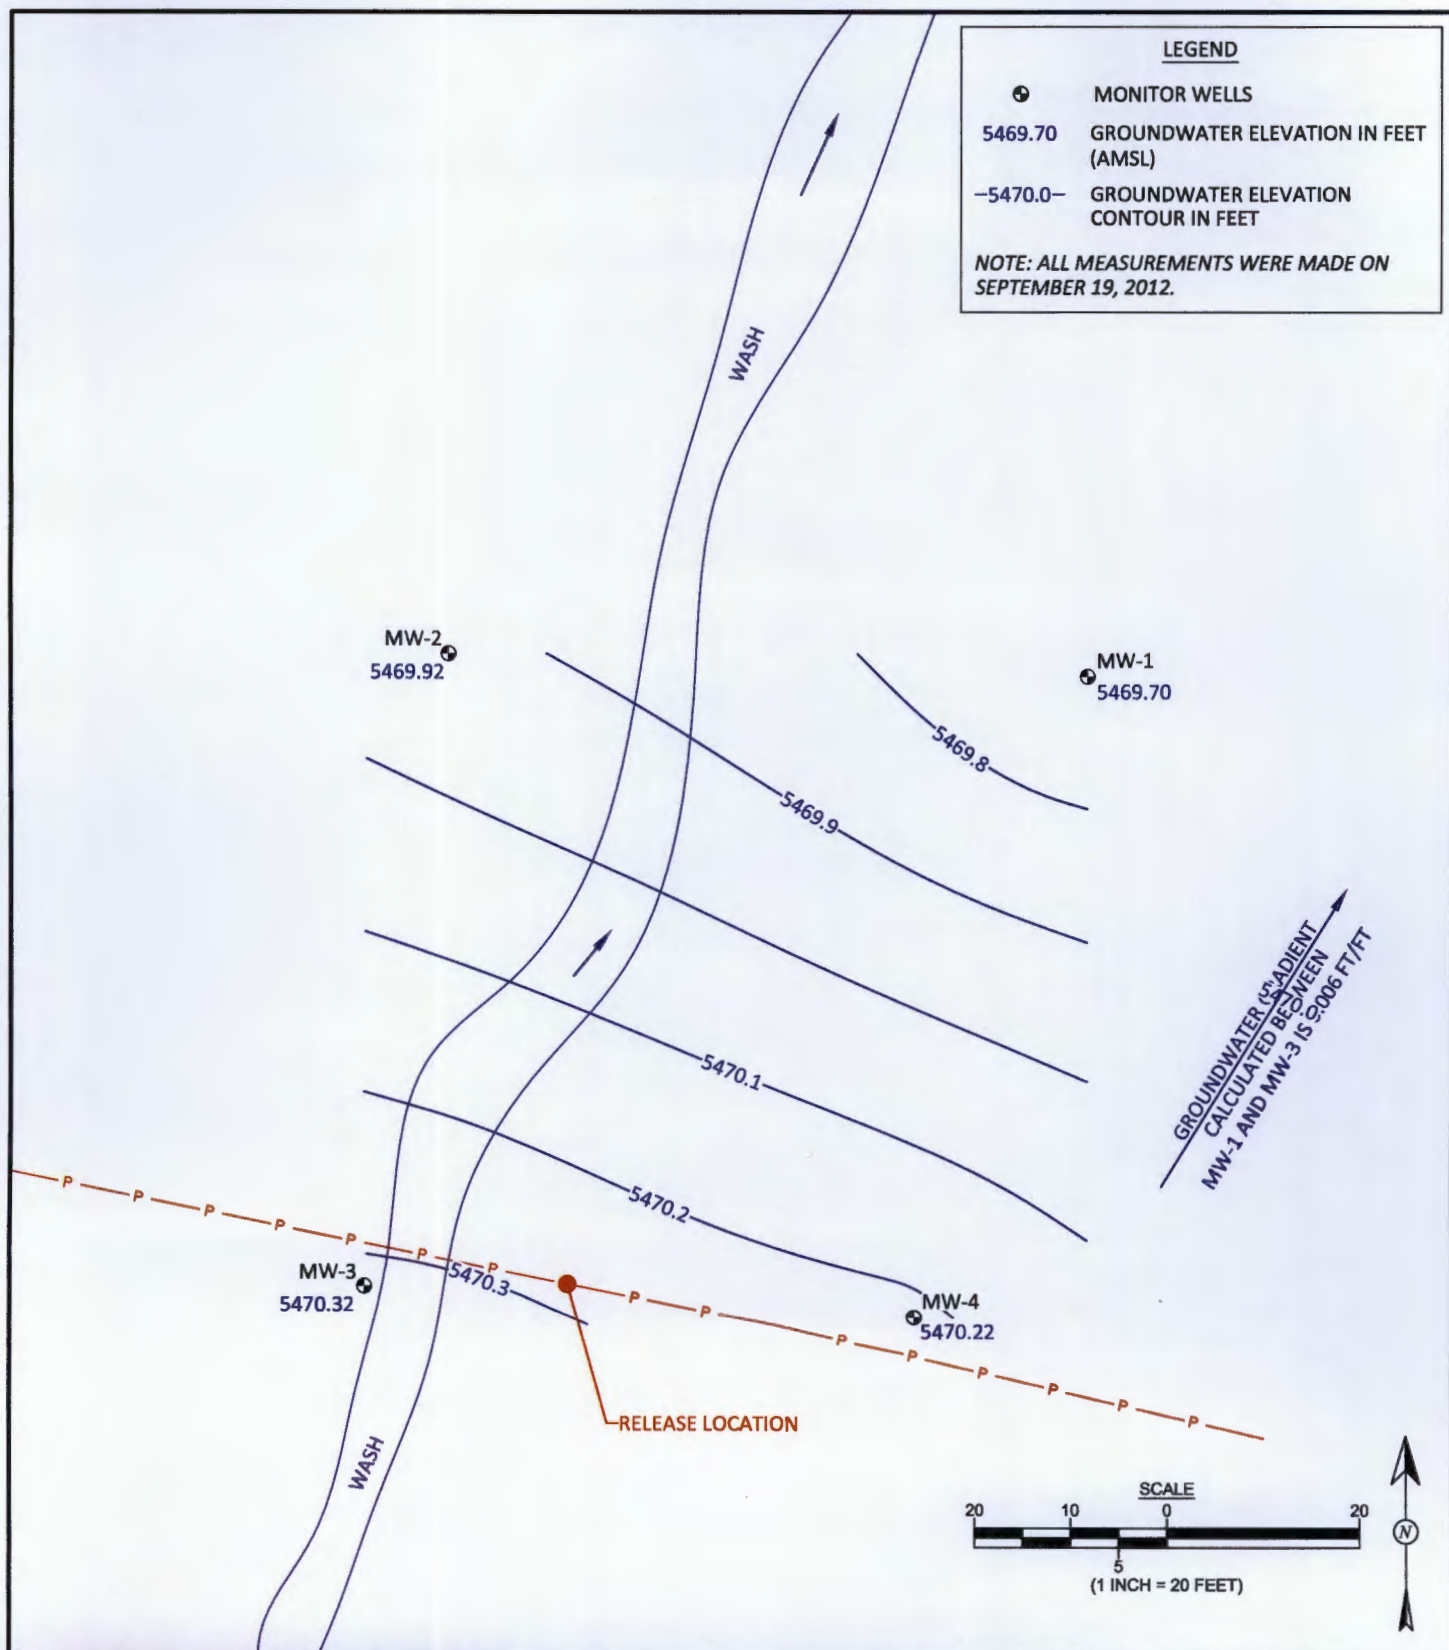 LEGEND
MONITOR WELLS
5469.70 GROUNDWATER ELEVATION IN FEET
(AMSL)
5470.0 GROUNDWATER ELEVATION
CONTOUR IN FEET
NOTE: ALL MEASUREMENTS WERE MADE ON
SEPTEMBER 19, 2012.
WASH
MW-2
5469.92
MW-1
5469.70
5469.8
5469.9
5470.1
5470.2
GROUNDWATER
CALCULATED
MW-1 AND MW-3 IS 0.006 FT/FT
P P P P P P P P P P P P P P P
MW-3
5470.32
5470.3
MW-4
5470.22
RELEASE LOCATION
WASH
SCALE
20 10 0 20
5
(1 INCH = 20 FEET)
N